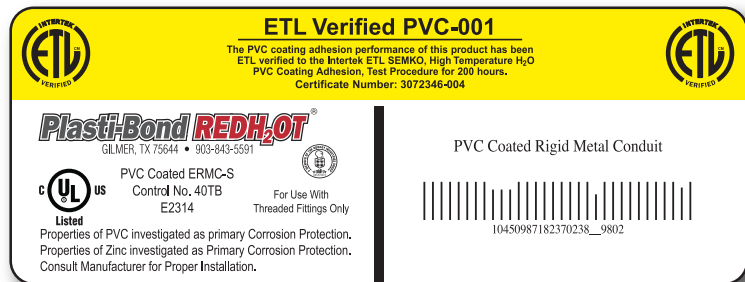 ETL Verified PVC-001
The PVC coating adhesion performance of this product has been
ETL verified to the Intertek ETL SEMKO, High Temperature H₂O
PVC Coating Adhesion, Test Procedure for 200 hours.
Certificate Number: 3072346-004
INTERTEK
ETL CM
VERIFIED
INTERTEK
ETL CM
VERIFIED
Plasti-Bond REDH₂OT®
GILMER, TX 75644 • 903-843-5591
C UL US
Listed
PVC Coated ERMC-S
Control No. 40TB
E2314
For Use With
Threaded Fittings Only
Properties of PVC investigated as primary Corrosion Protection.
Properties of Zinc investigated as Primary Corrosion Protection.
Consult Manufacturer for Proper Installation.
PVC Coated Rigid Metal Conduit
10450987182370238__9802